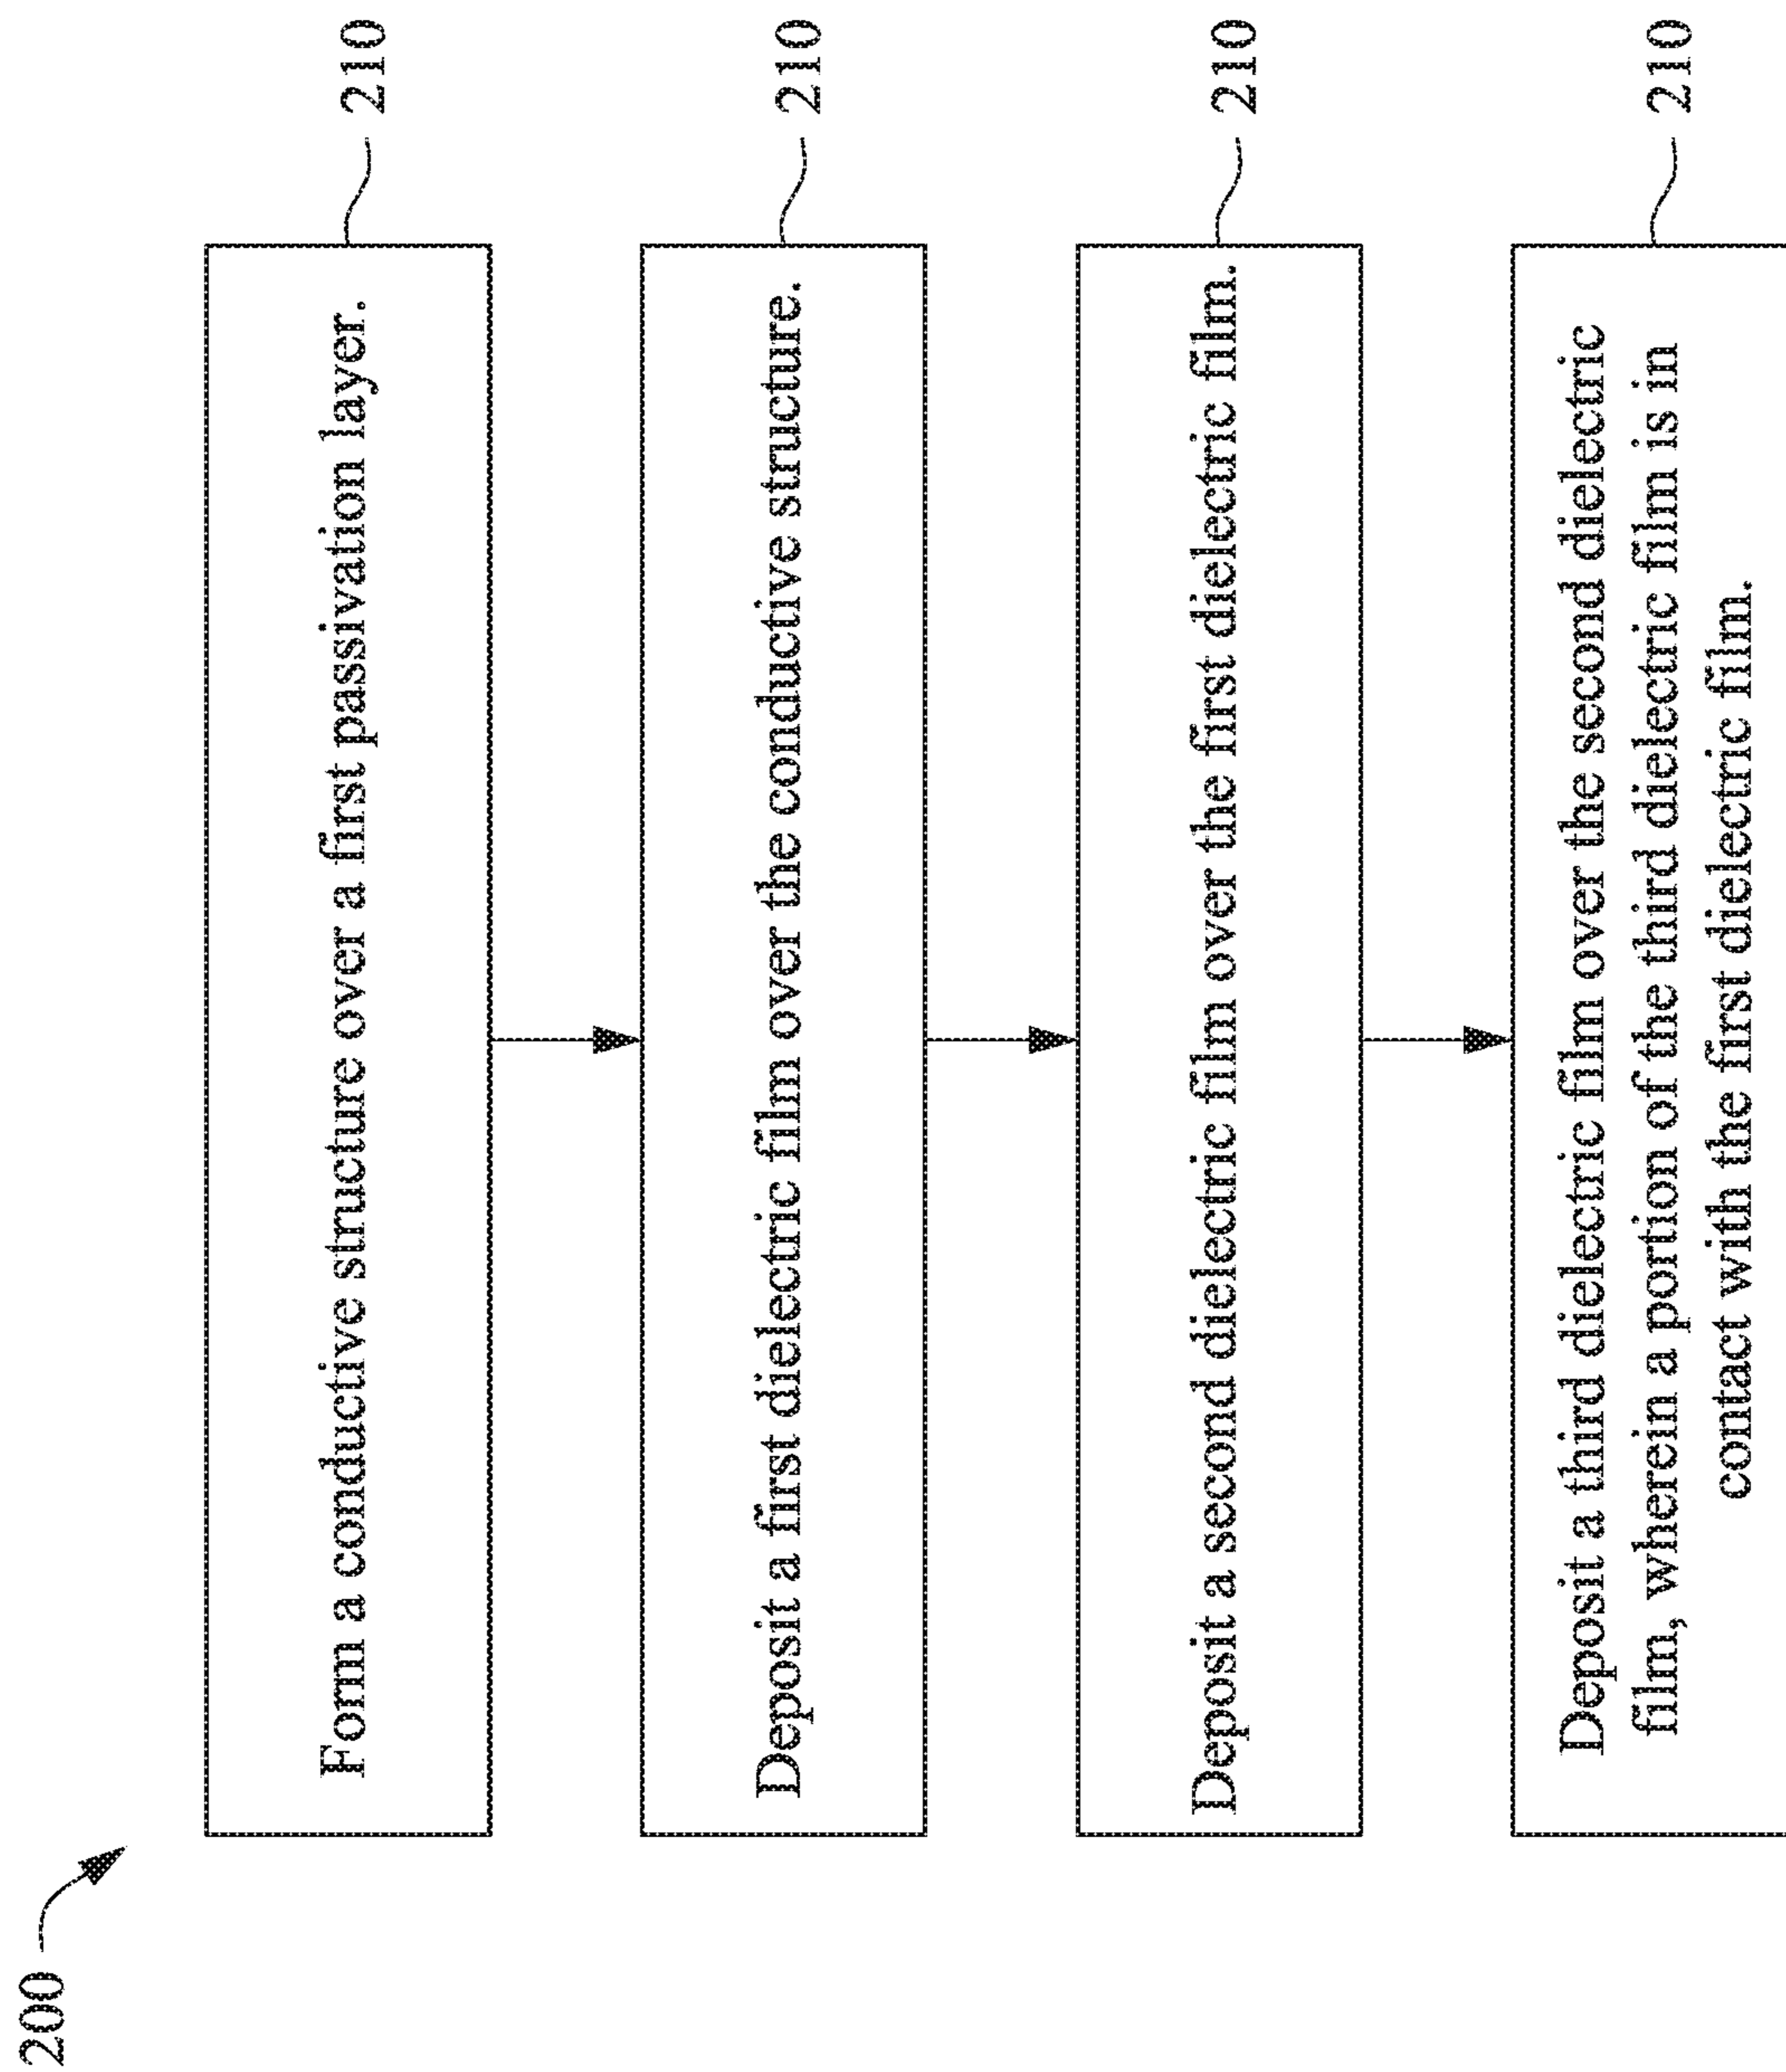 200
Form a conductive structure over a first passivation layer.
210
Deposit a first dielectric film over the conductive structure.
210
Deposit a second dielectric film over the first dielectric film.
210
Deposit a third dielectric film over the second dielectric
film, wherein a portion of the third dielectric film is in
contact with the first dielectric film.
210